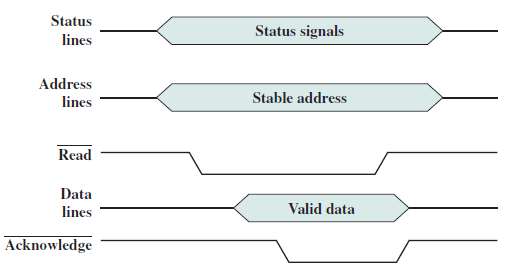 Status
lines
Status signals
Address
lines
Stable address
Read
Data
lines
Valid data
Acknowledge